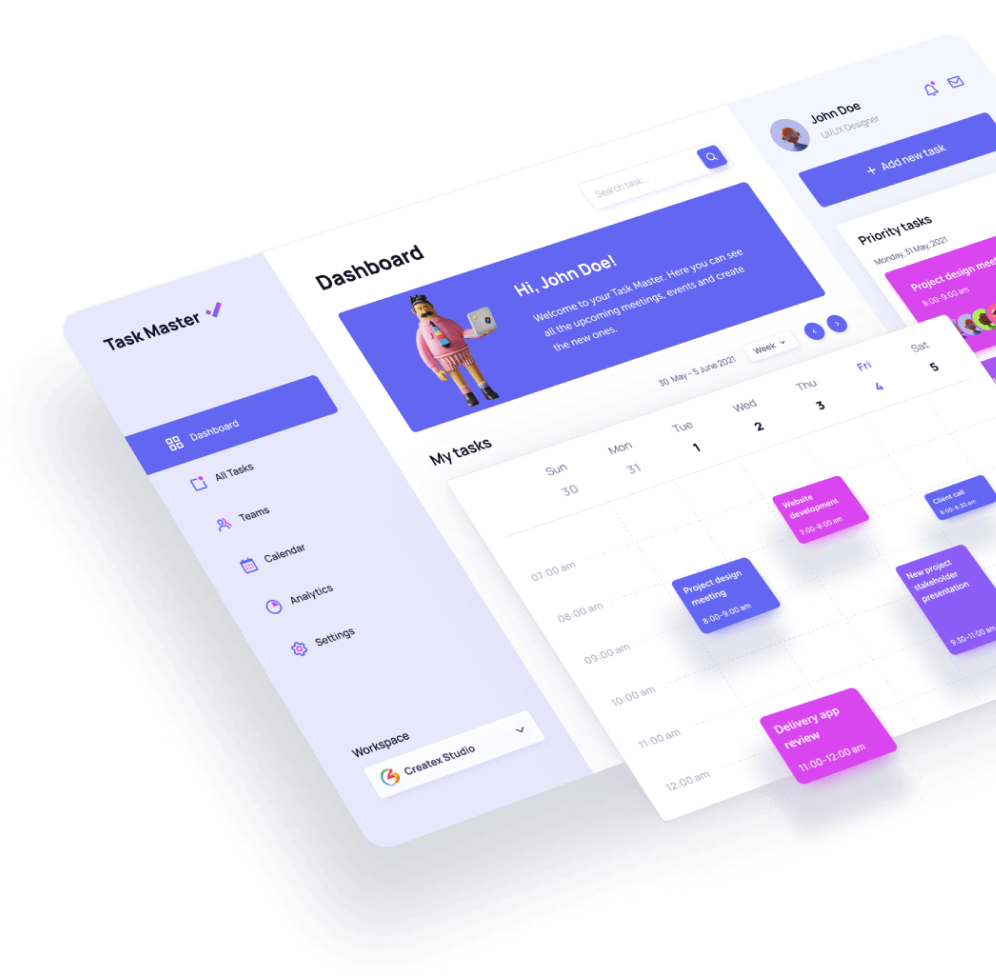 Task Master
Dashboard
All Tasks
Teams
Calendar
Analytics
Settings
Workspace
Createx Studio
Dashboard
Search task...
Hi, John Doe!
Welcome to your Task Master. Here you can see
all the upcoming meetings, events and create
the new ones.
My tasks
30 May - 5 June 2021
Week
Sun
Mon
Tue
Wed
Thu
Fri
Sat
30
31
1
2
3
4
5
07:00 am
08:00 am
09:00 am
10:00 am
11:00 am
12:00 am
Project design
meeting
8:00-9:00 am
Website
development
7:00-8:00 am
Client call
New project
stakeholder
presentation
9:30-11:00 am
Delivery app
review
11:00-12:00 am
John Doe
UI/UX Designer
+ Add new task
Priority tasks
Monday, 31 May, 2021
Project design
8:00-9:00 am